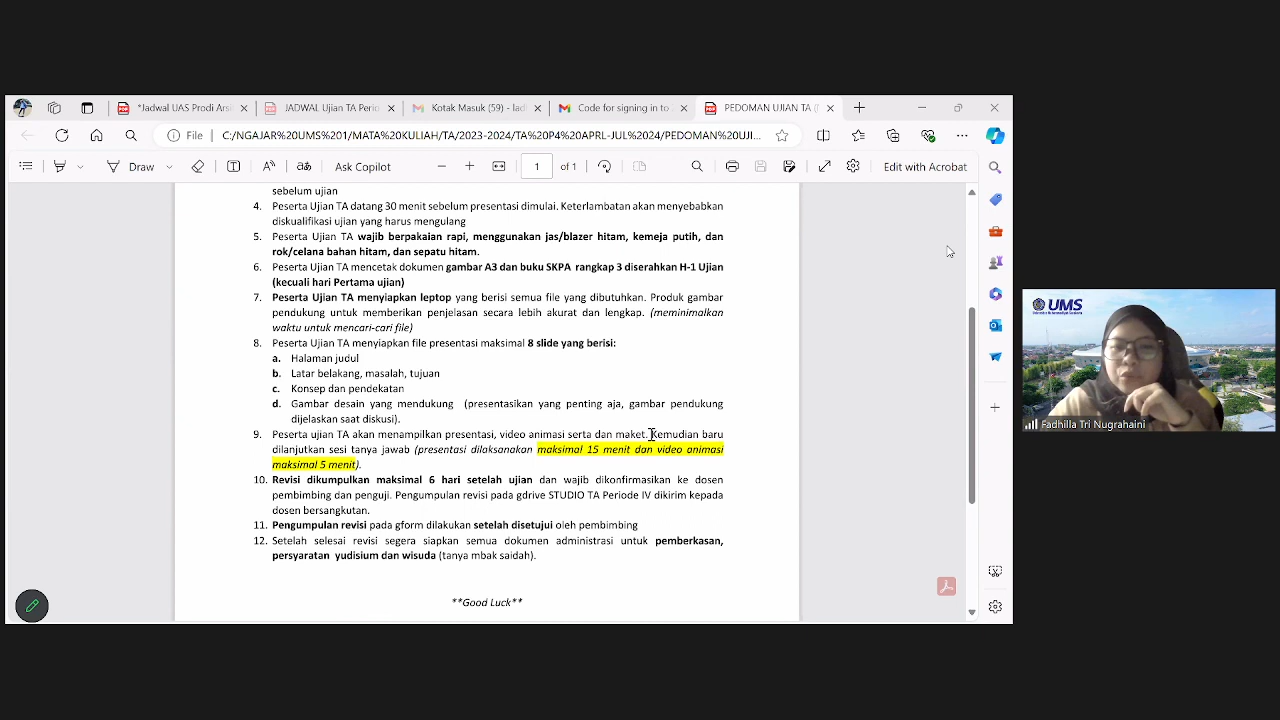 *Jadwal UAS Prodi Arsi
JADWAL Ujian TA Perio
Kotak Masuk (59) - lad
Code for signing in to
PEDOMAN UJIAN TA (
File
C:/NGAJAR%20UMS%201/MATA%20KULIAH/TA/2023-2024/TA%20P4%20APRL-JUL%2024/PEDOMAN%20UJI...
Draw
Ask Copilot
1
of 1
Edit with Acrobat
sebelum ujian
4. Peserta Ujian TA datang 30 menit sebelum presentasi dimulai. Keterlambatan akan menyebabkan
diskualifikasi ujian yang harus mengulang
5. Peserta Ujian TA wajib berpakaian rapi, menggunakan jas/blazer hitam, kemeja putih, dan
rok/celana bahan hitam, dan sepatu hitam.
6. Peserta Ujian TA mencetak dokumen gambar A3 dan buku SKPA rangkap 3 diserahkan H-1 Ujian
(kecuali hari Pertama ujian)
7. Peserta Ujian TA menyiapkan leptop yang berisi semua file yang dibutuhkan. Produk gambar
pendukung untuk memberikan penjelasan secara lebih akurat dan lengkap. (meminimalkan
waktu untuk mencari-cari file)
8. Peserta Ujian TA menyiapkan file presentasi maksimal 8 slide yang berisi:
a. Halaman judul
b. Latar belakang, masalah, tujuan
c. Konsep dan pendekatan
d. Gambar desain yang mendukung (presentasikan yang penting aja, gambar pendukung
dijelaskan saat diskusi).
9. Peserta ujian TA akan menampilkan presentasi, video animasi serta dan maket. Kemudian baru
dilanjutkan sesi tanya jawab (presentasi dilaksanakan maksimal 15 menit dan video animasi
maksimal 5 menit).
10. Revisi dikumpulkan maksimal 6 hari setelah ujian dan wajib dikonfirmasikan ke dosen
pembimbing dan penguji. Pengumpulan revisi pada gdrive STUDIO TA Periode IV dikirim kepada
dosen bersangkutan.
11. Pengumpulan revisi pada gform dilakukan setelah disetujui oleh pembimbing
12. Setelah selesai revisi segera siapkan semua dokumen administrasi untuk pemberkasan,
persyaratan yudisium dan wisuda (tanya mbak saidah).
**Good Luck**
UMS
Fadhilla Tri Nugrahaini